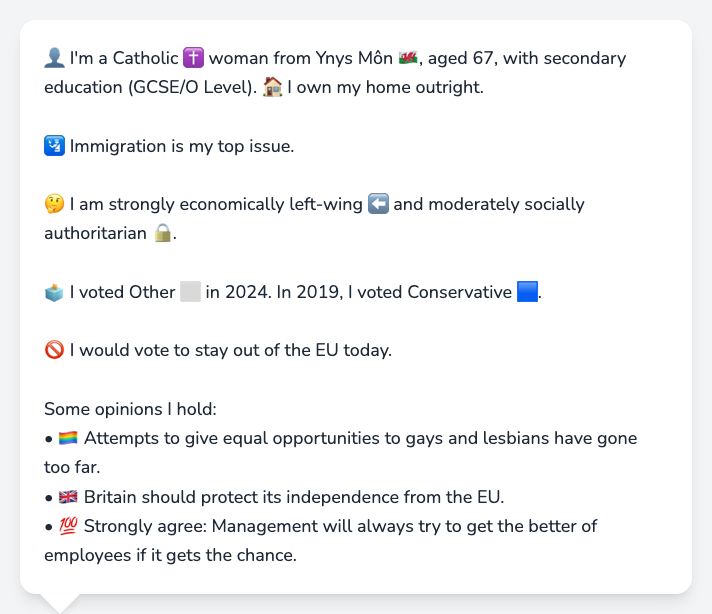 👤 I'm a Catholic ✝️ woman from Ynys Môn 🏴󠁧󠁢󠁷󠁬󠁳󠁿, aged 67, with secondary
education (GCSE/O Level). 🏠 I own my home outright.
🛂 Immigration is my top issue.
🤔 I am strongly economically left-wing ⬅️ and moderately socially
authoritarian 🔒.
🗳️ I voted Other ⬜ in 2024. In 2019, I voted Conservative 🟦.
🚫 I would vote to stay out of the EU today.
Some opinions I hold:
• 🏳️‍🌈 Attempts to give equal opportunities to gays and lesbians have gone
too far.
• 🇬🇧 Britain should protect its independence from the EU.
• 💯 Strongly agree: Management will always try to get the better of
employees if it gets the chance.